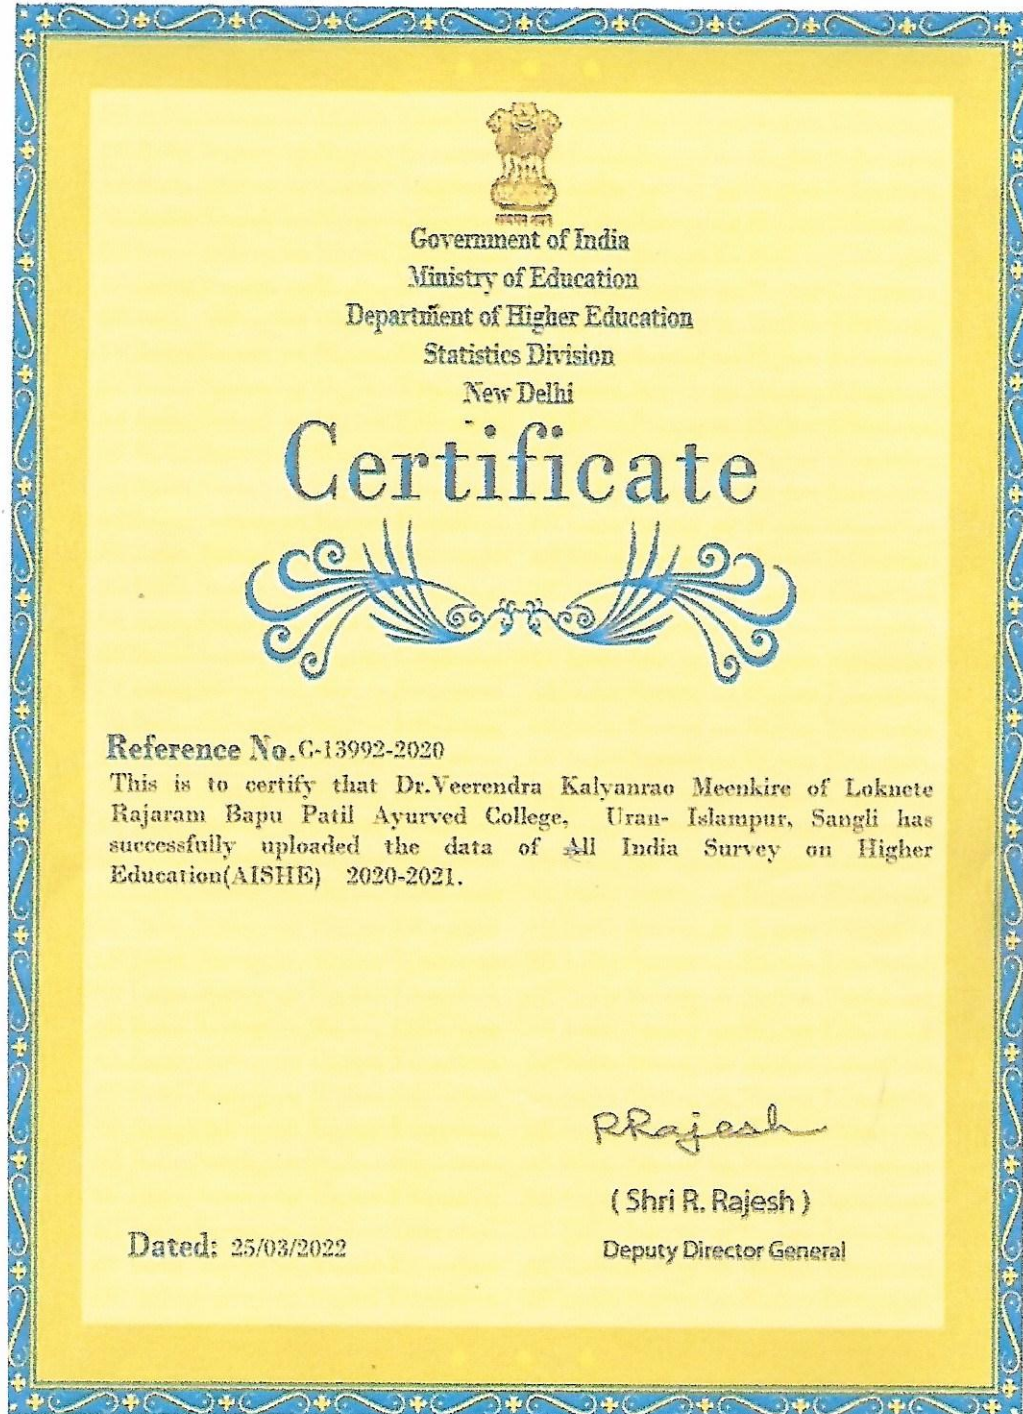 Government of India
Ministry of Education
Department of Higher Education
Statistics Division
New Delhi
Certificate
Reference No.C-13992-2020
This is to certify that Dr.Veerendra Kalyanrao Meenkire of Loknete
Rajaram Bapu Patil Ayurved College, Uran- Islampur, Sangli has
successfully uploaded the data of All India Survey on Higher
Education(AISHE) 2020-2021.
RRajesh
( Shri R. Rajesh )
Dated: 25/03/2022
Deputy Director General